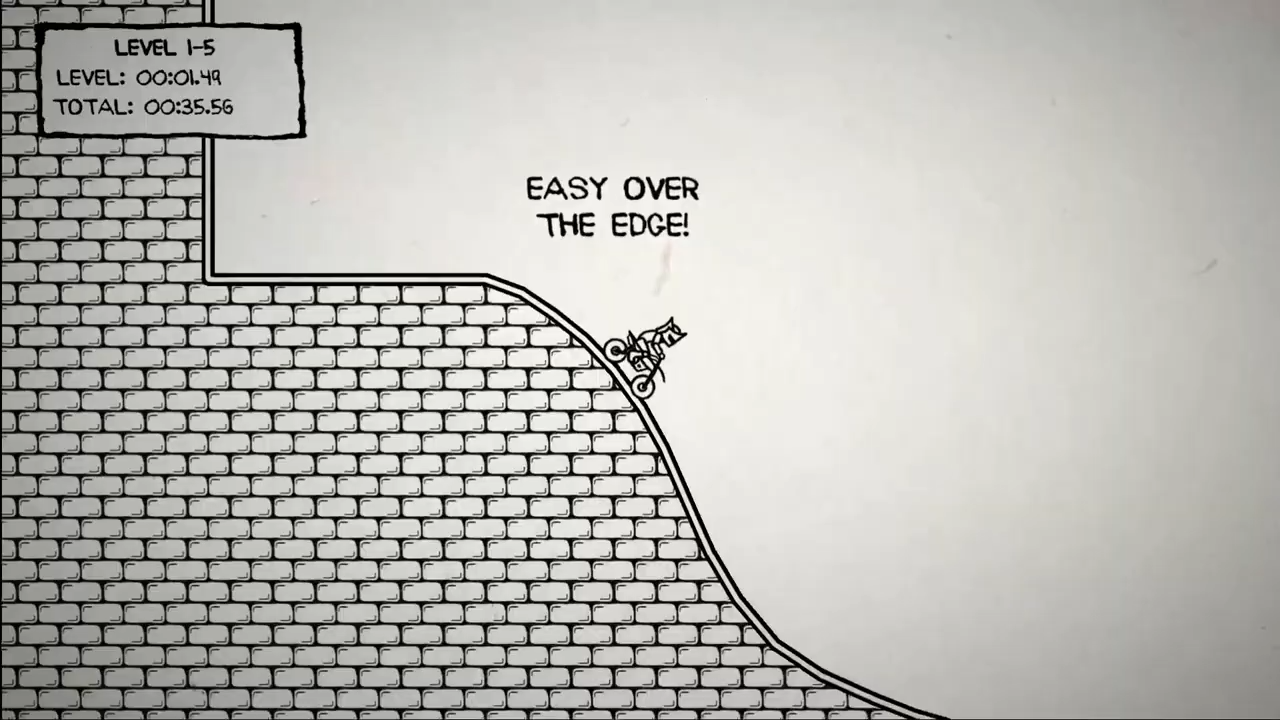 LEVEL 1-5
LEVEL: 00:01.49
TOTAL: 00:35.56
EASY OVER
THE EDGE!